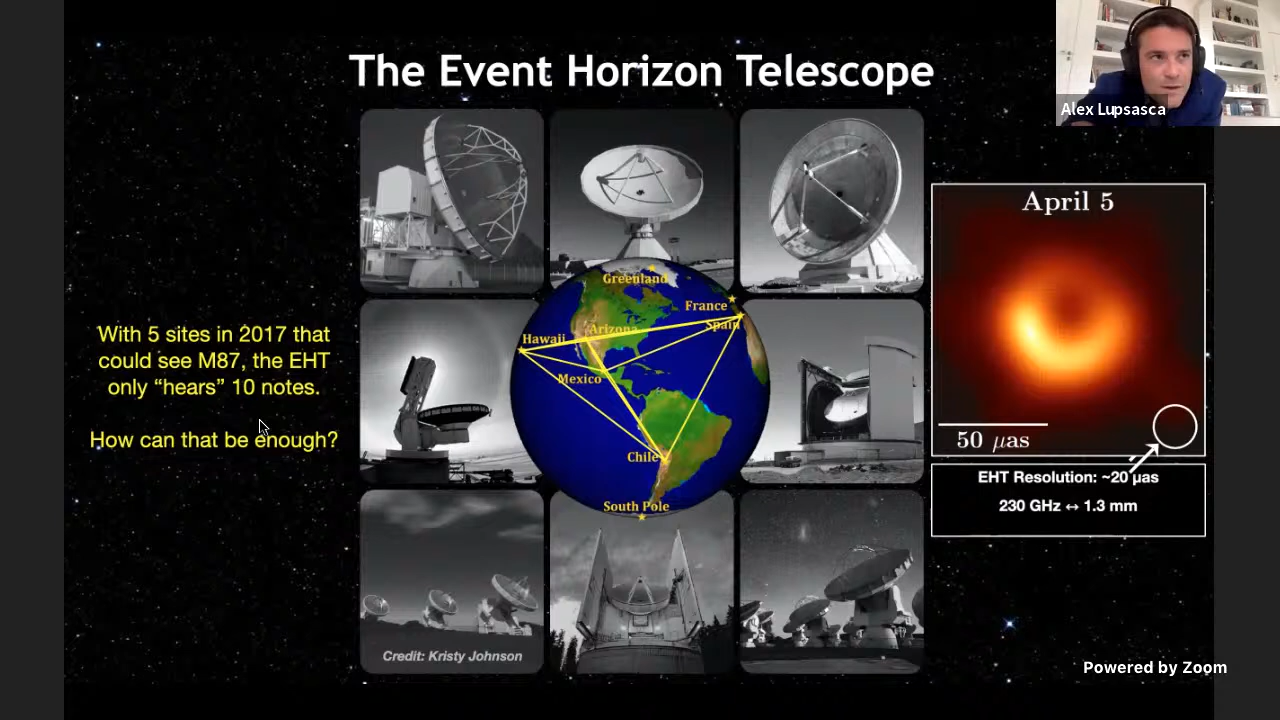 The Event Horizon Telescope
Alex Lupsasca
With 5 sites in 2017 that
could see M87, the EHT
only “hears” 10 notes.
How can that be enough?
Greenland
France
Spain
Arizona
Hawaii
Mexico
Chile
South Pole
Credit: Kristy Johnson
April 5
50 μas
EHT Resolution: ~20 μas
230 GHz ↔ 1.3 mm
Powered by Zoom